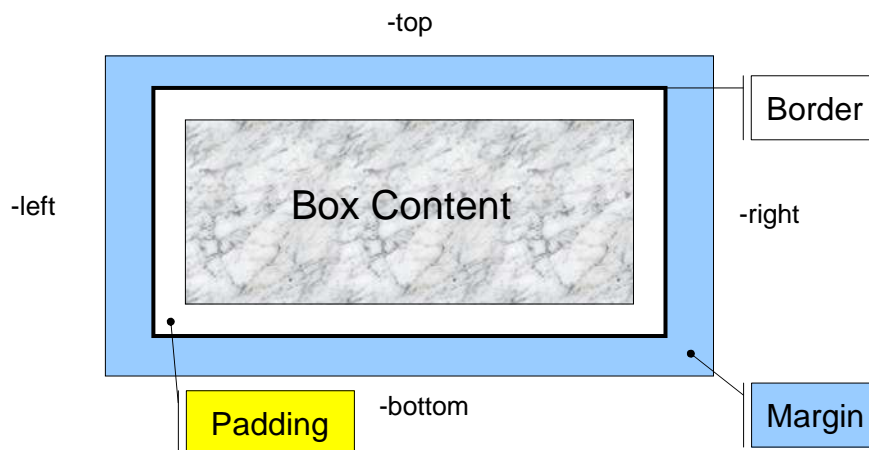 -top
Border
Box Content
-left
-right
Padding
-bottom
Margin